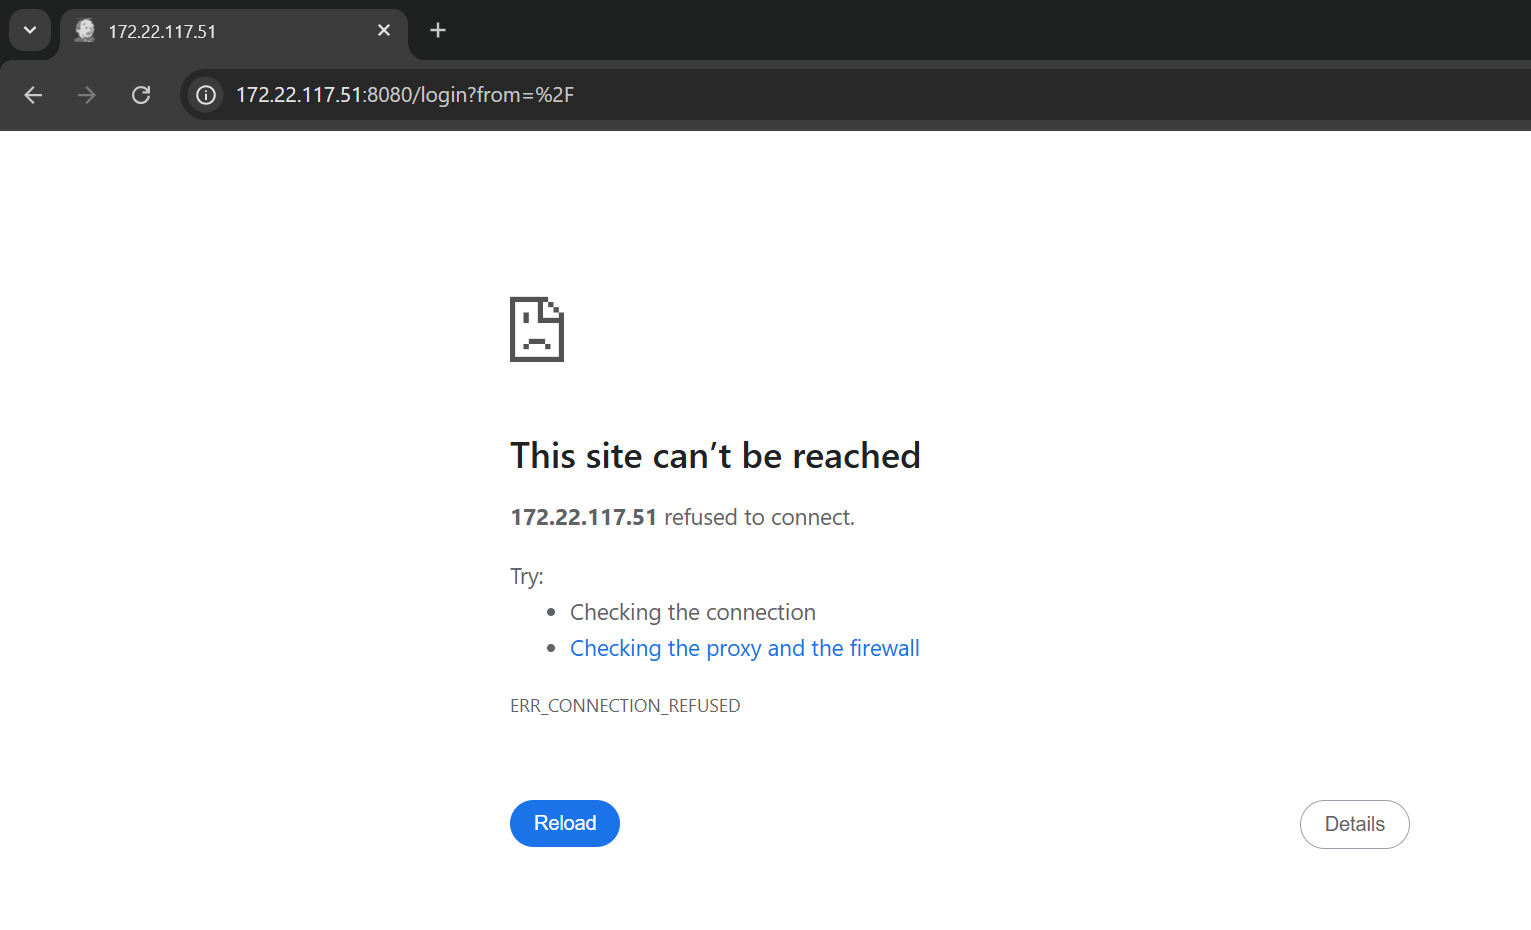 172.22.117.51
172.22.117.51:8080/login?from=%2F
This site can’t be reached
172.22.117.51 refused to connect.
Try:
• Checking the connection
• Checking the proxy and the firewall
ERR_CONNECTION_REFUSED
Reload
Details